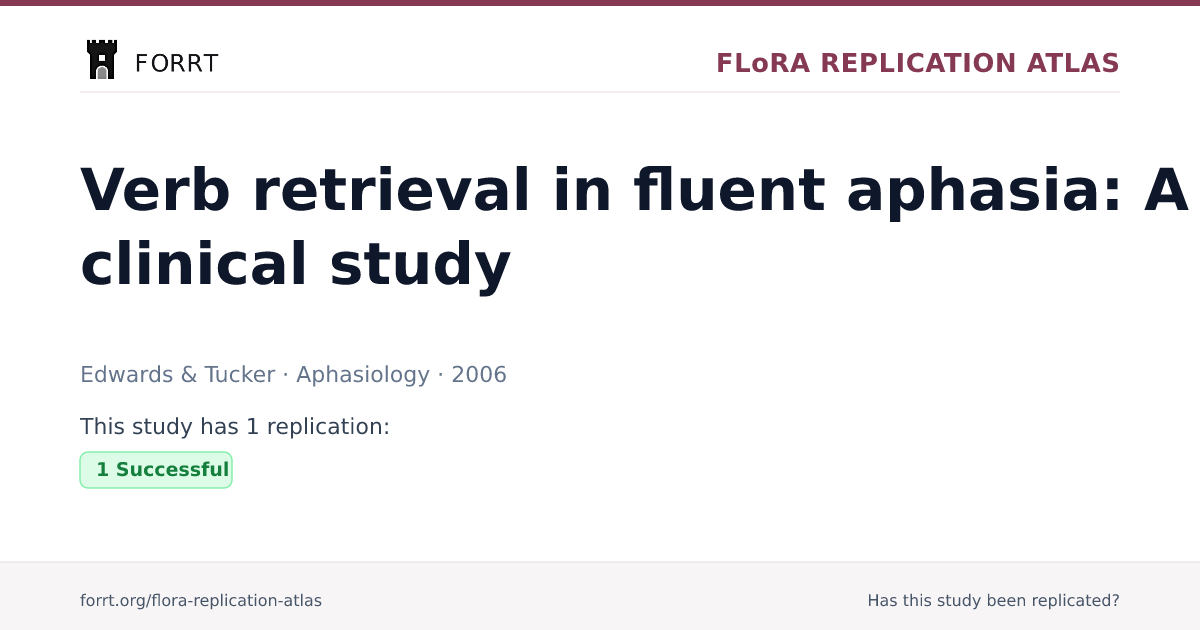 FORRT
FLoRA REPLICATION ATLAS
Verb retrieval in fluent aphasia: A
clinical study
Edwards & Tucker · Aphasiology · 2006
This study has 1 replication:
1 Successful
forrt.org/flora-replication-atlas
Has this study been replicated?